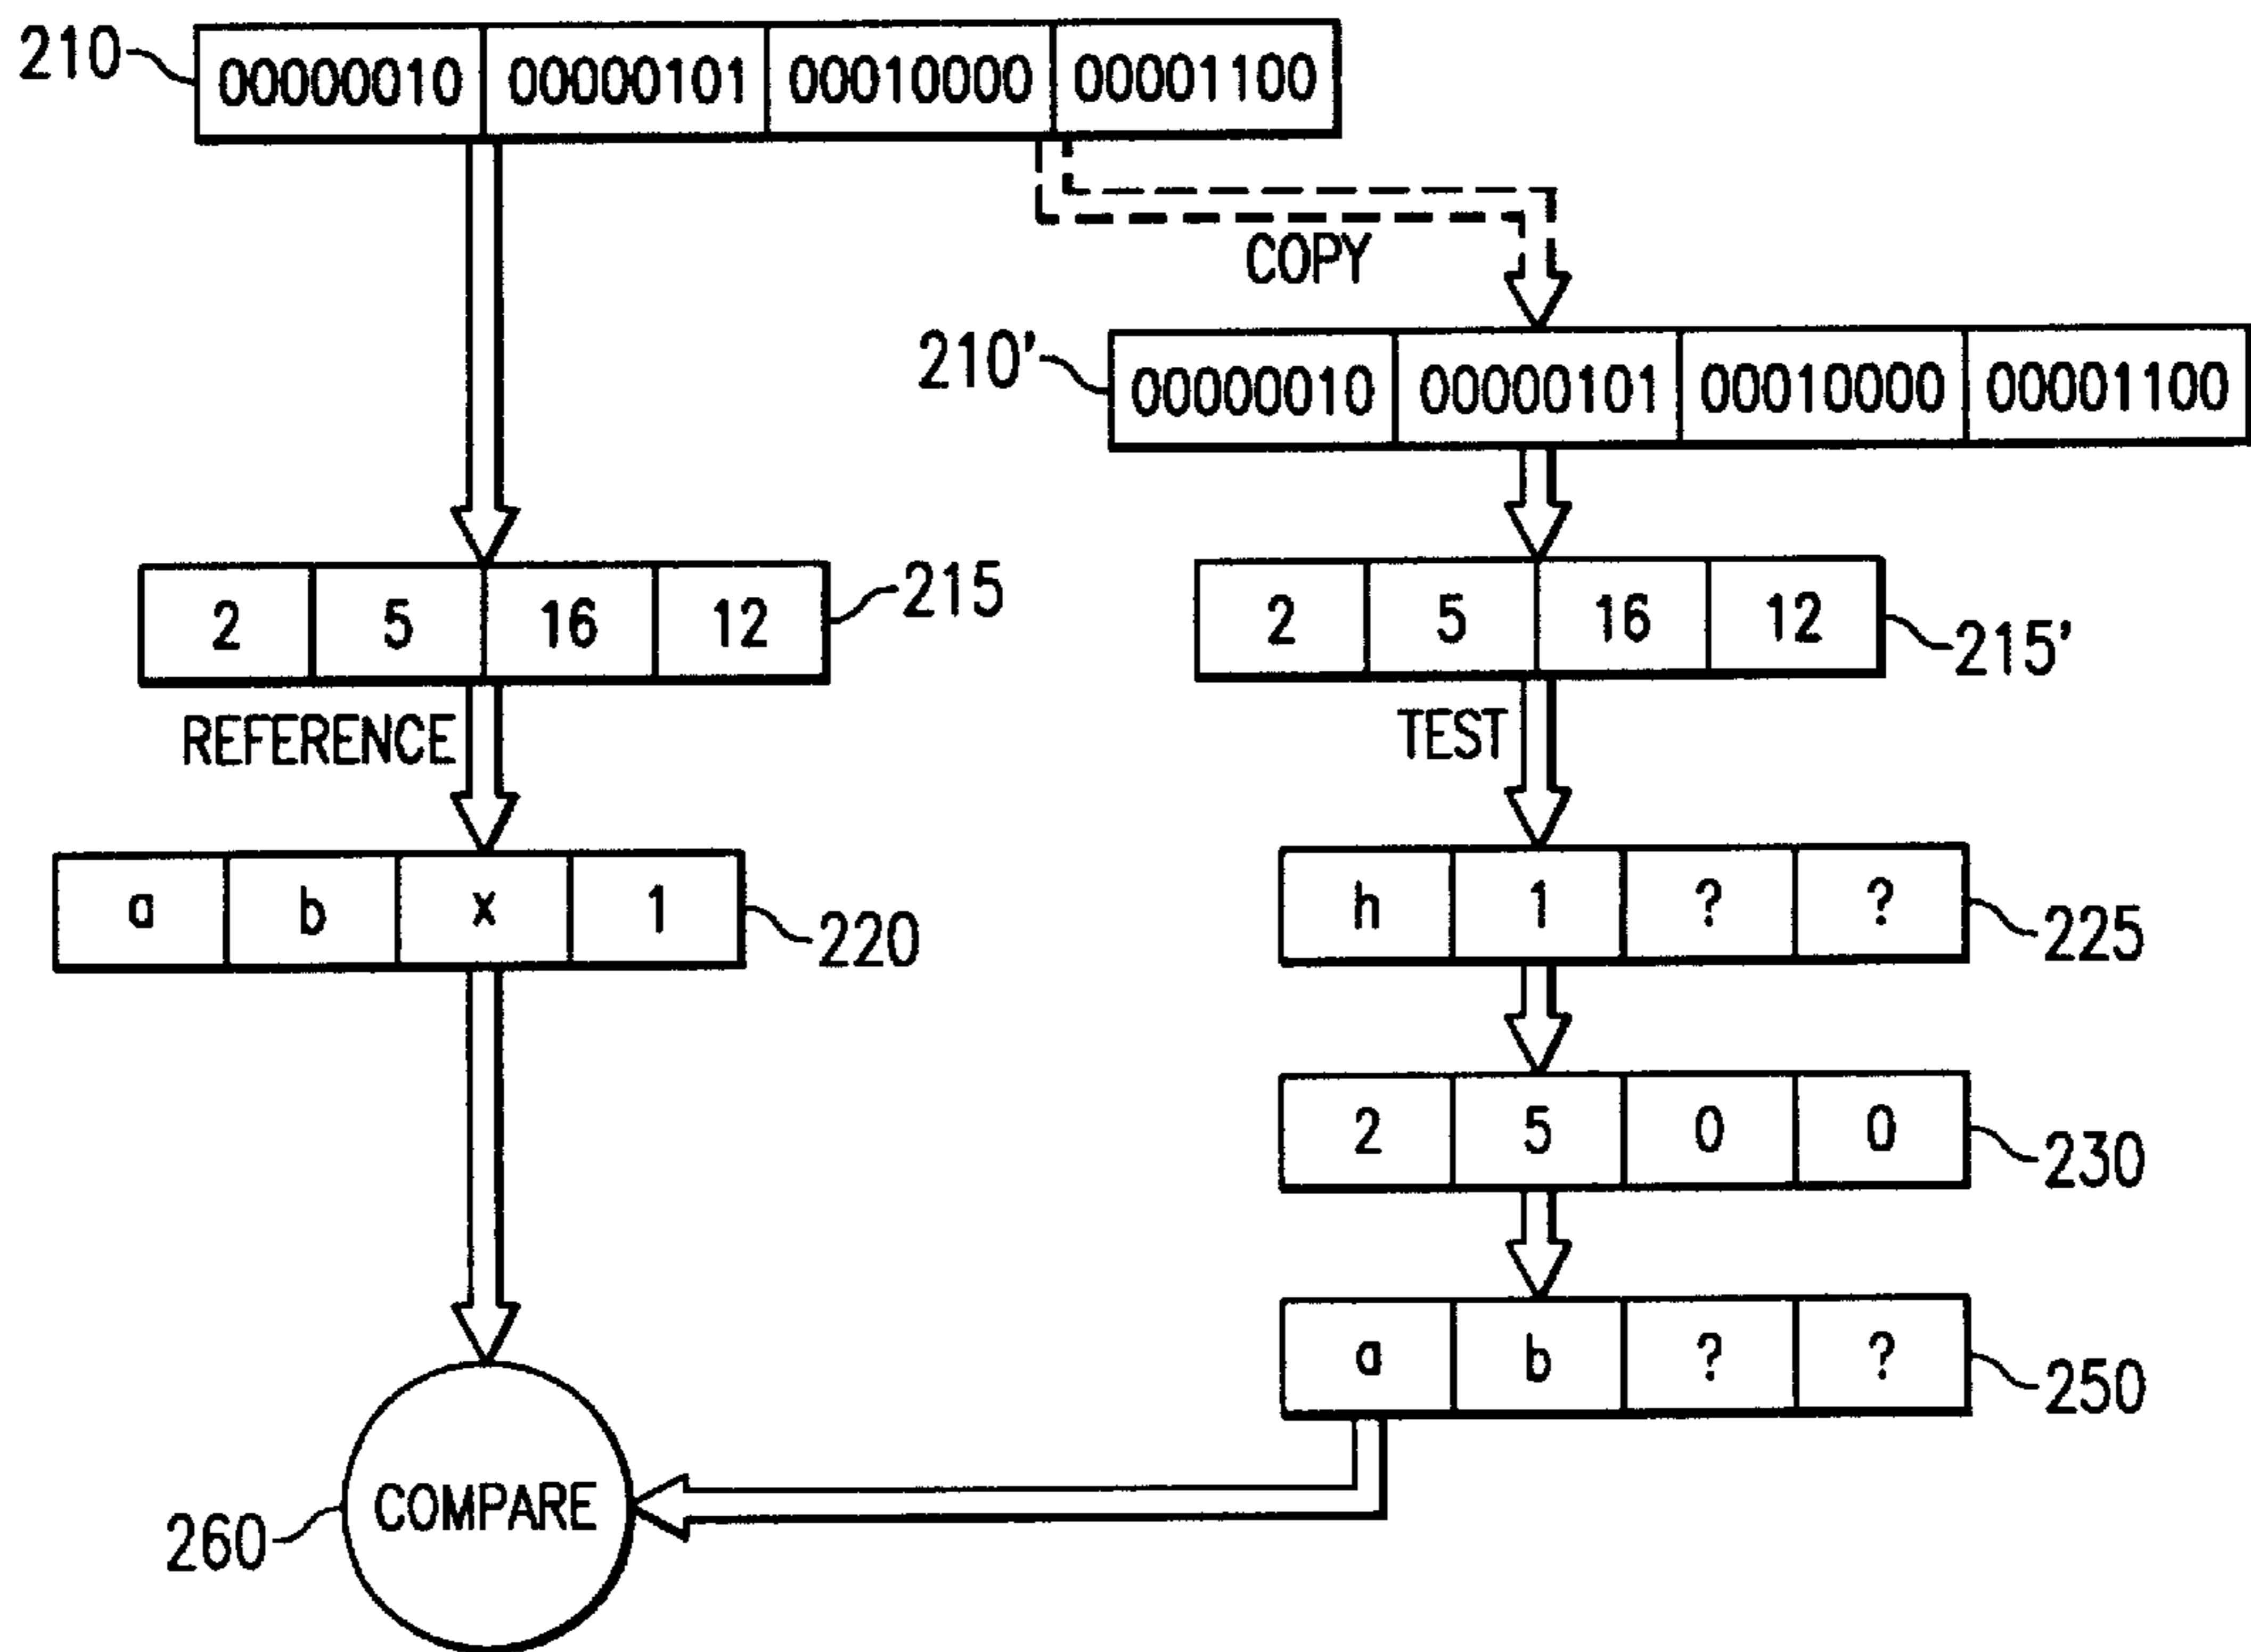 210 00000010 00000101 00010000 00001100
COPY
210' 00000010 00000101 00010000 00001100
2 5 16 12 215
2 5 16 12 215'
REFERENCE
TEST
a b x 1 220
h 1 ? ? 225
2 5 0 0 230
a b ? ? 250
260 COMPARE